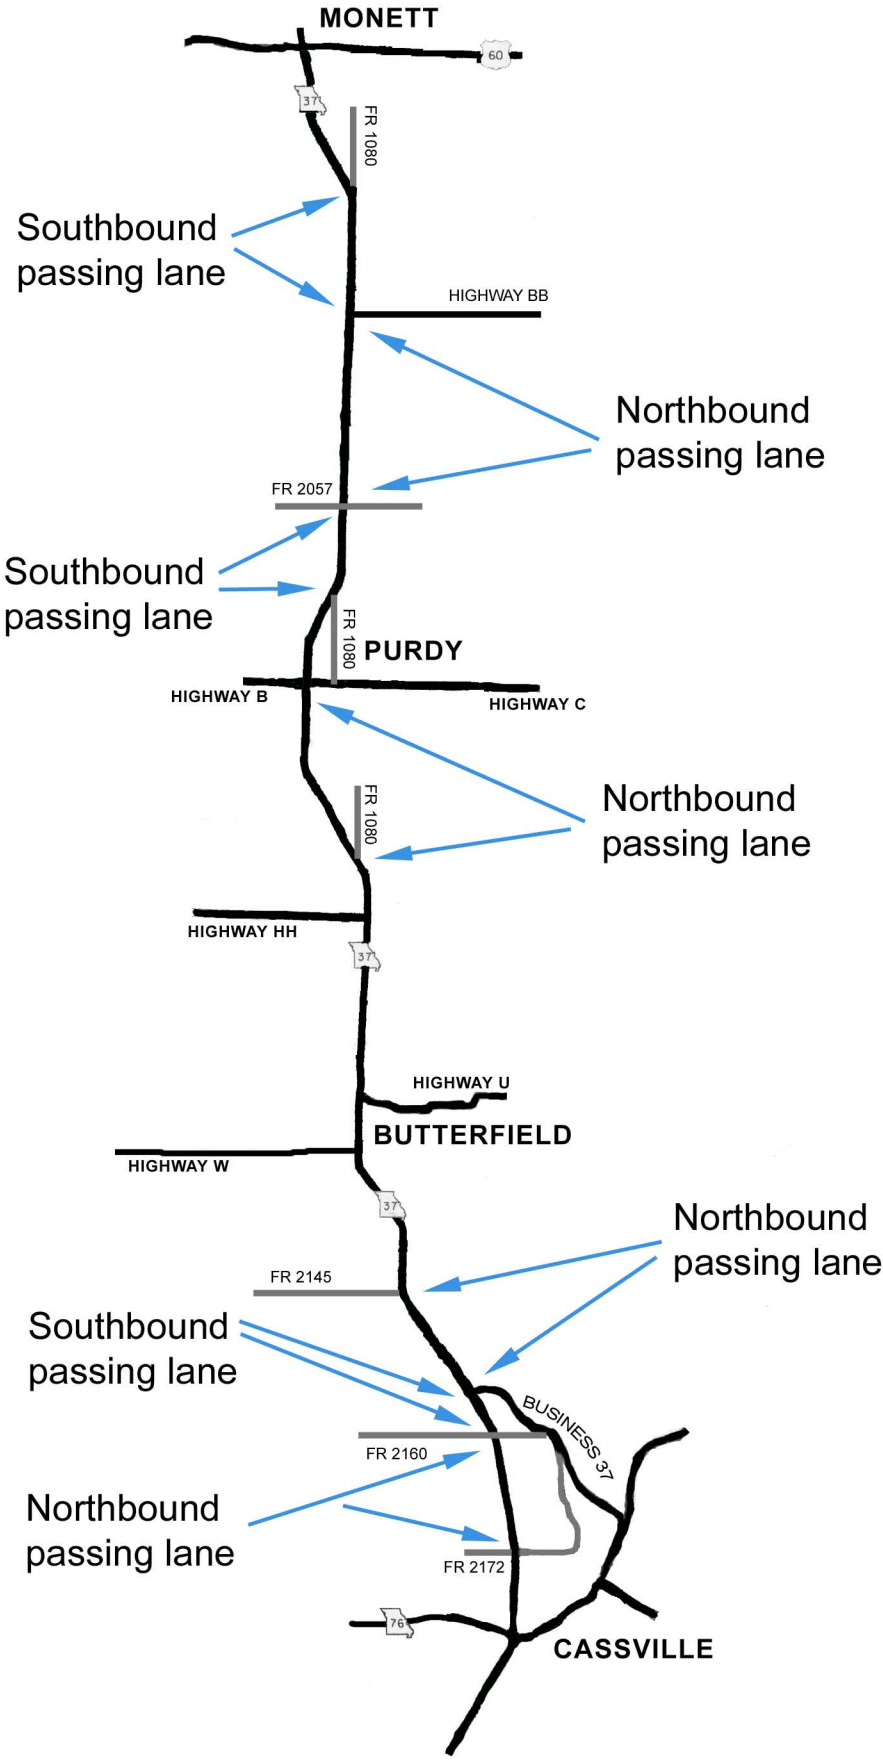 MONETT
60
37
FR 1080
Southbound
passing lane
HIGHWAY BB
Northbound
passing lane
FR 2057
Southbound
passing lane
FR 1080
PURDY
HIGHWAY B
HIGHWAY C
FR 1080
Northbound
passing lane
HIGHWAY HH
37
HIGHWAY U
BUTTERFIELD
HIGHWAY W
37
Northbound
passing lane
FR 2145
Southbound
passing lane
BUSINESS 37
FR 2160
Northbound
passing lane
FR 2172
76
CASSVILLE